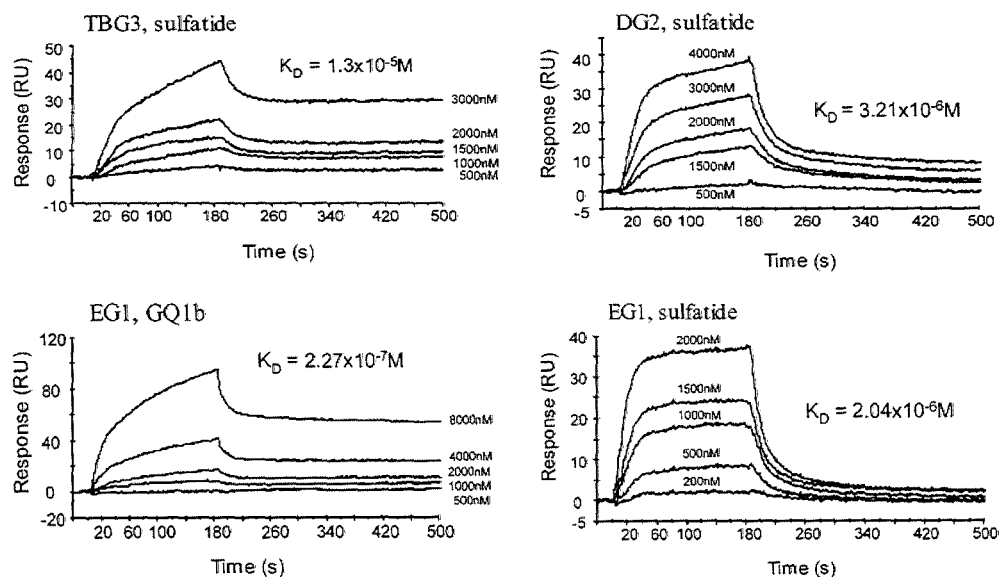 TBG3, sulfatide
Response (RU)
50
40
30
20
10
0
-10
K_D = 1.3x10⁻⁵M
3000nM
2000nM
1500nM
1000nM
500nM
20 60 100 180 260 340 420 500
Time (s)
DG2, sulfatide
Response (RU)
40
30
20
10
0
-5
4000nM
3000nM
2000nM
1500nM
500nM
K_D = 3.21x10⁻⁶M
20 60 100 180 260 340 420 500
Time (s)
EG1, GQ1b
Response (RU)
120
80
40
0
-20
K_D = 2.27x10⁻⁷M
8000nM
4000nM
2000nM
1000nM
500nM
20 60 100 180 260 340 420 500
Time (s)
EG1, sulfatide
Response (RU)
40
30
20
10
0
-5
2000nM
1500nM
1000nM
500nM
200nM
K_D = 2.04x10⁻⁶M
20 60 100 180 260 340 420 500
Time (s)